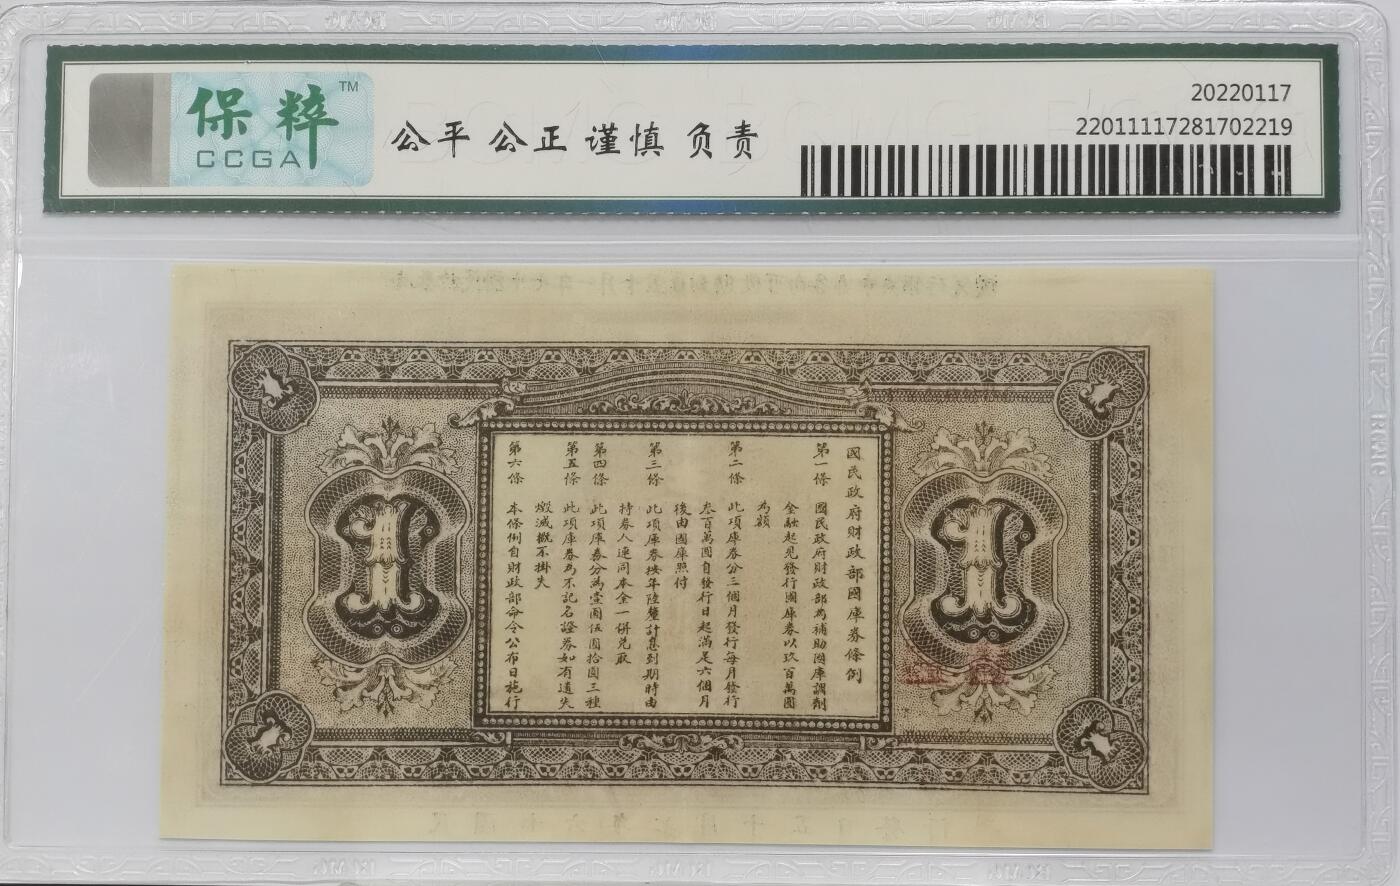 保粹™
CCGA
公平 公正 谨慎 负责
20220117
22011117281702219
國民政府財政部國庫券條例
第一條 國民政府財政部為補助國庫調劑
金融起見發行國庫券以玖百萬圓
為額
第二條 此項庫券分三個月發行每月發行
叁百萬圓自發行日起滿足六個月
後由國庫照付
第三條 此項庫券按年陸釐計息到期時由
持券人連同本金一併兌取
第四條 此項庫券分為壹圓伍圓拾圓三種
第五條 此項庫券為不記名證券如有遺失
燬滅概不掛失
第六條 本條例自財政部命令公布日施行
1
1
1
1
1
1